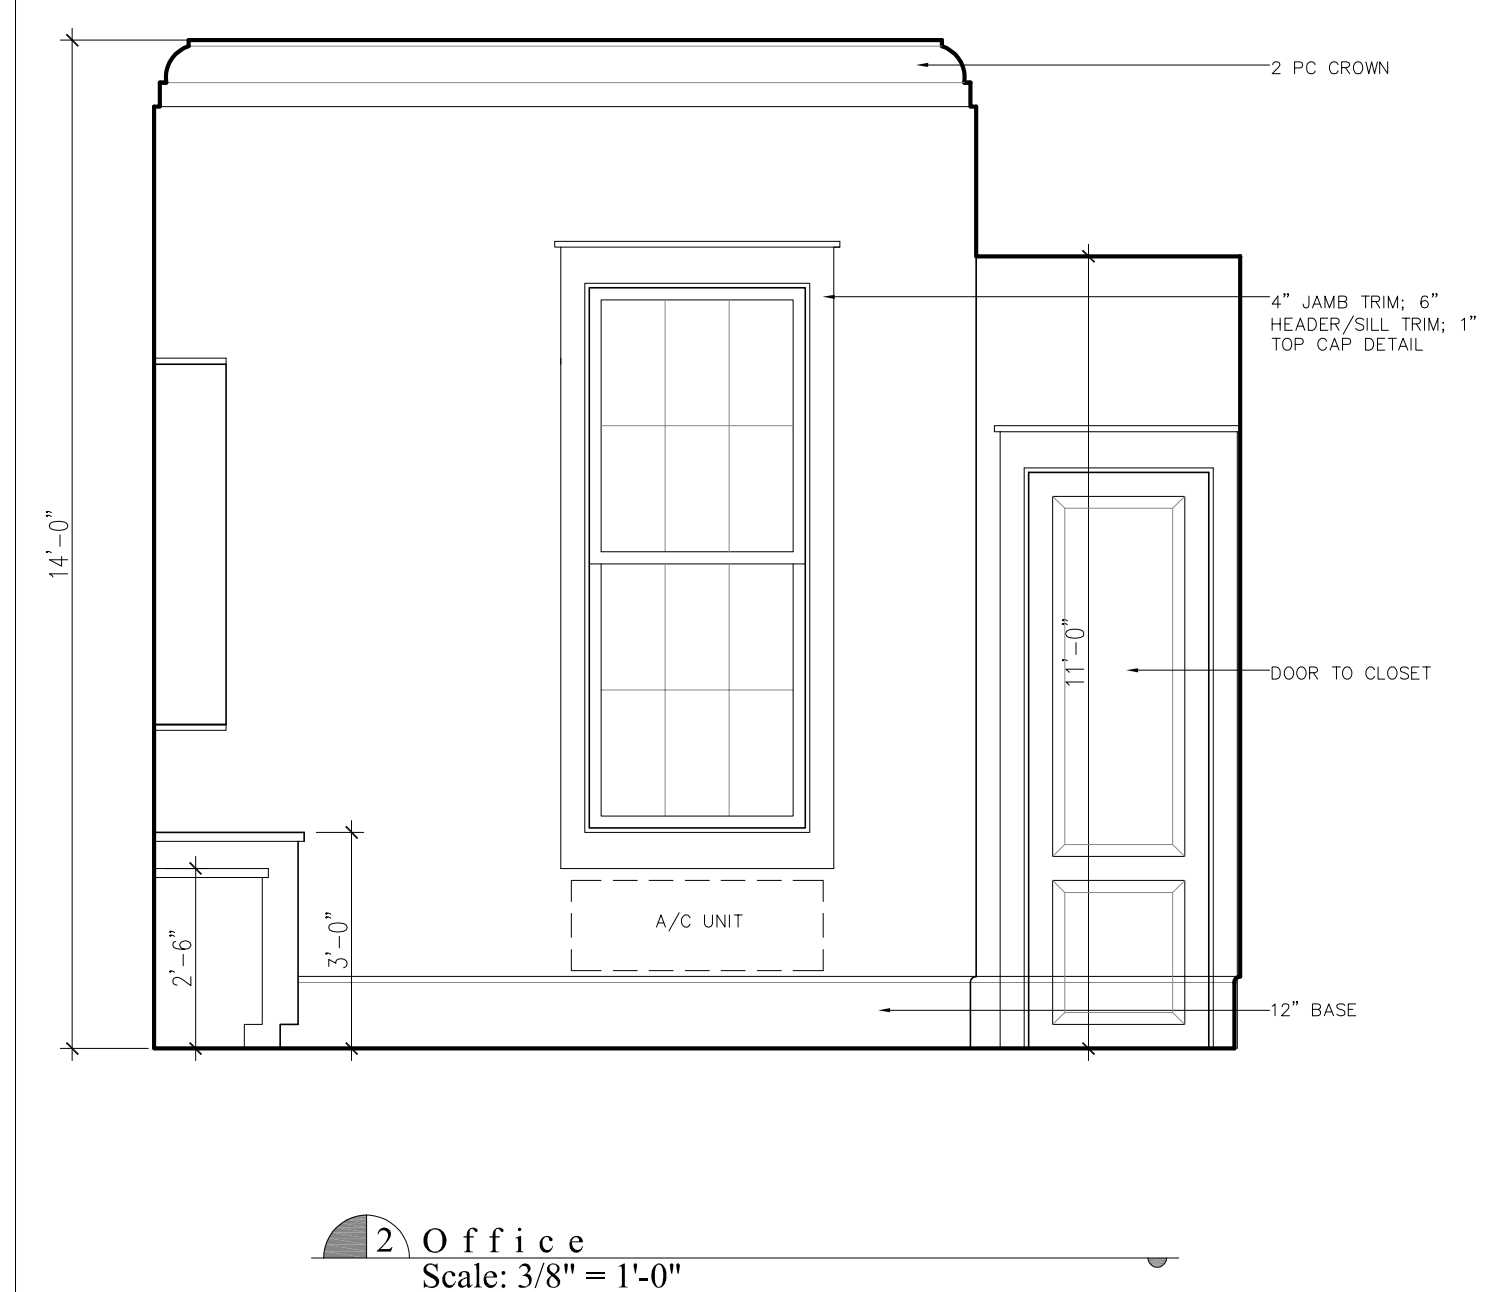 2 PC CROWN
4” JAMB TRIM; 6”
HEADER/SILL TRIM; 1”
TOP CAP DETAIL
14’-0”
11’-0”
DOOR TO CLOSET
A/C UNIT
3’-0”
2’-6”
12” BASE
2 Office
Scale: 3/8" = 1'-0"